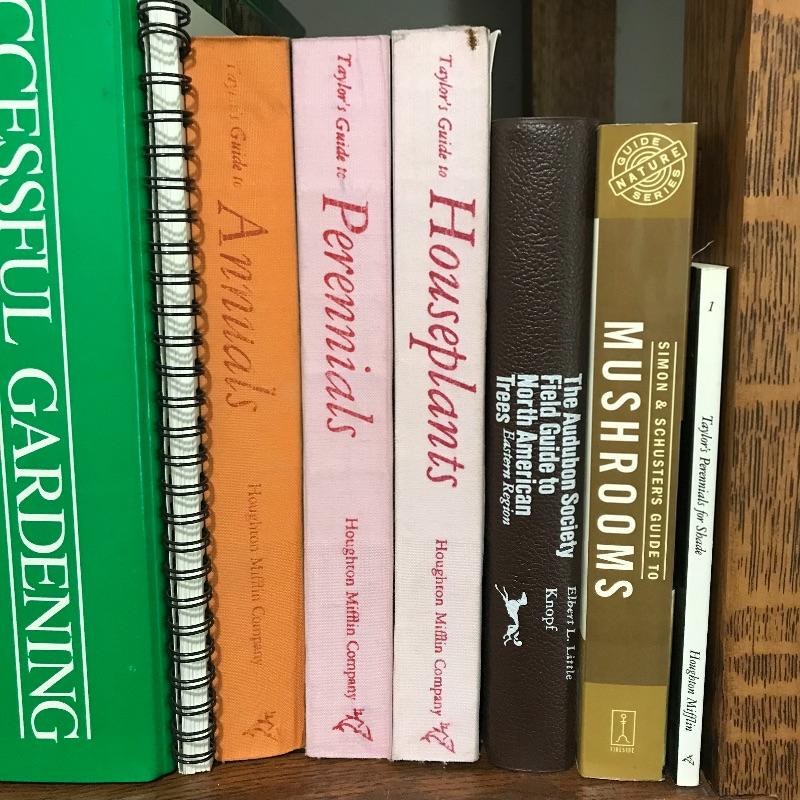 CCESSFUL GARDENING
Taylor's Guide to
Annuals
Houghton Mifflin Company
Taylor's Guide to
Perennials
Houghton Mifflin Company
Taylor's Guide to
Houseplants
Houghton Mifflin Company
The Audubon Society
Field Guide to
North American
Trees Eastern Region
Elbert L. Little
Knopf
GUIDE
NATURE
SERIES
SIMON & SCHUSTER'S GUIDE TO
MUSHROOMS
FIRESIDE
1
Taylor's Perennials for Shade
Houghton Mifflin